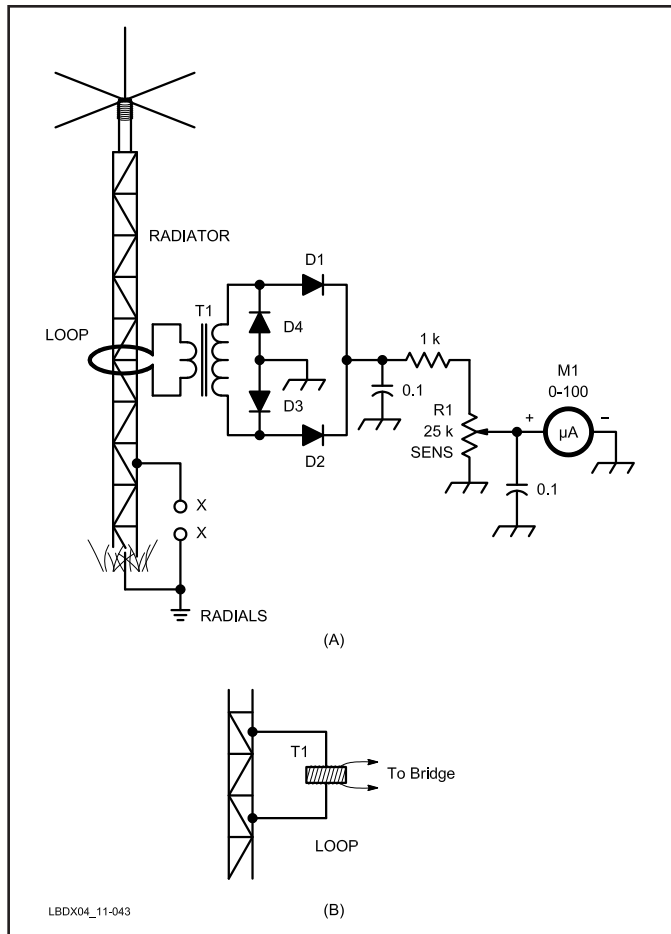 RADIATOR
LOOP
T1
D1
D4
D3
D2
1 k
0.1
R1
25 k
SENS
M1
0-100
+
–
µA
0.1
X
X
RADIALS
(A)
T1
To Bridge
LOOP
LBDX04_11-043
(B)